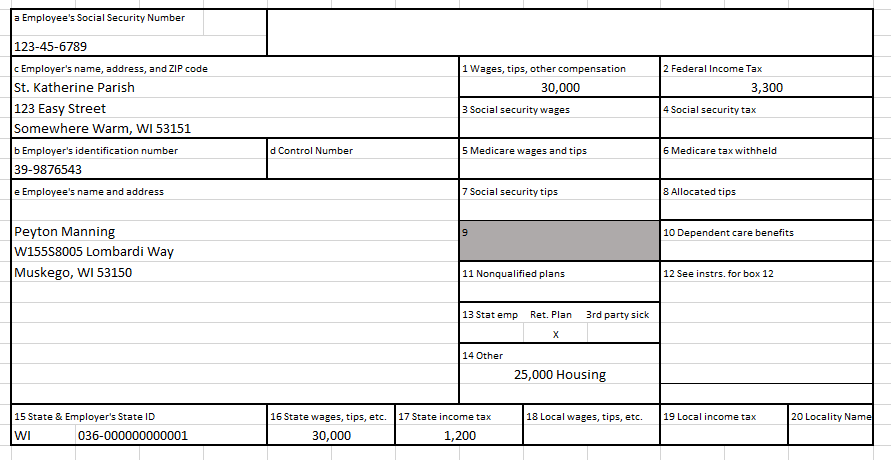 a Employee's Social Security Number
123-45-6789
c Employer's name, address, and ZIP code
St. Katherine Parish
123 Easy Street
Somewhere Warm, WI 53151
1 Wages, tips, other compensation
30,000
2 Federal Income Tax
3,300
3 Social security wages
4 Social security tax
b Employer's identification number
39-9876543
d Control Number
5 Medicare wages and tips
6 Medicare tax withheld
e Employee's name and address
Peyton Manning
W155S8005 Lombardi Way
Muskego, WI 53150
7 Social security tips
8 Allocated tips
9
10 Dependent care benefits
11 Nonqualified plans
12 See instrs. for box 12
13 Stat emp Ret. Plan 3rd party sick
X
14 Other
25,000 Housing
15 State & Employer's State ID
WI 036-000000000001
16 State wages, tips, etc.
30,000
17 State income tax
1,200
18 Local wages, tips, etc.
19 Local income tax
20 Locality Name